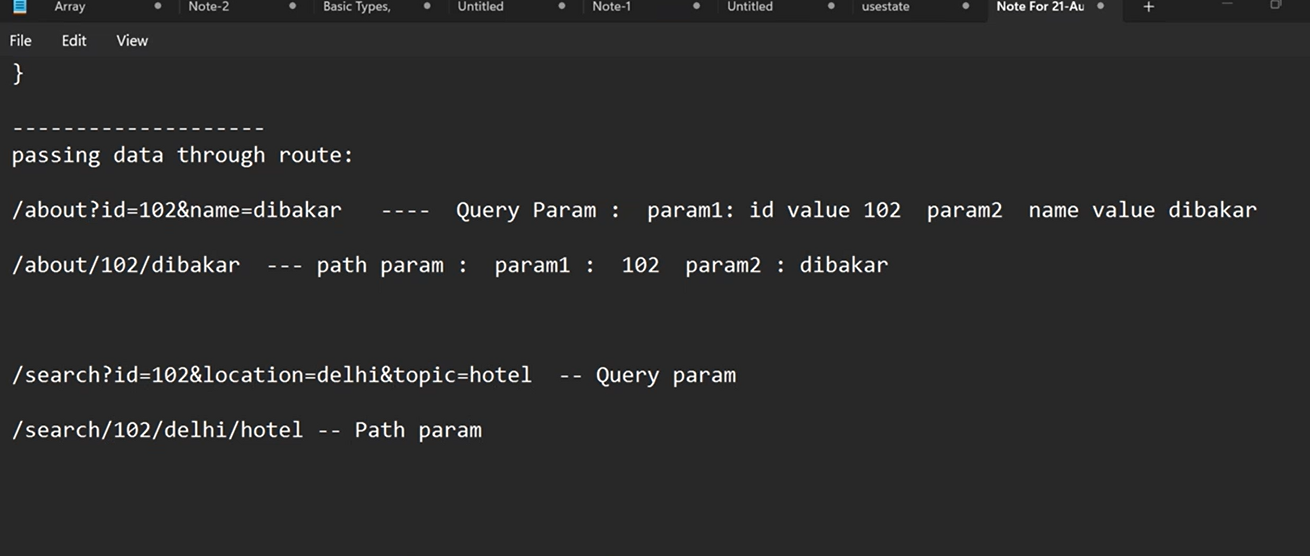 Array Note-2 Basic Types, Untitled Note-1 Untitled usestate Note For 21-Au
File Edit View
}
--------------------
passing data through route:
/about?id=102&name=dibakar ---- Query Param : param1: id value 102 param2 name value dibakar
/about/102/dibakar --- path param : param1 : 102 param2 : dibakar
/search?id=102&location=delhi&topic=hotel -- Query param
/search/102/delhi/hotel -- Path param